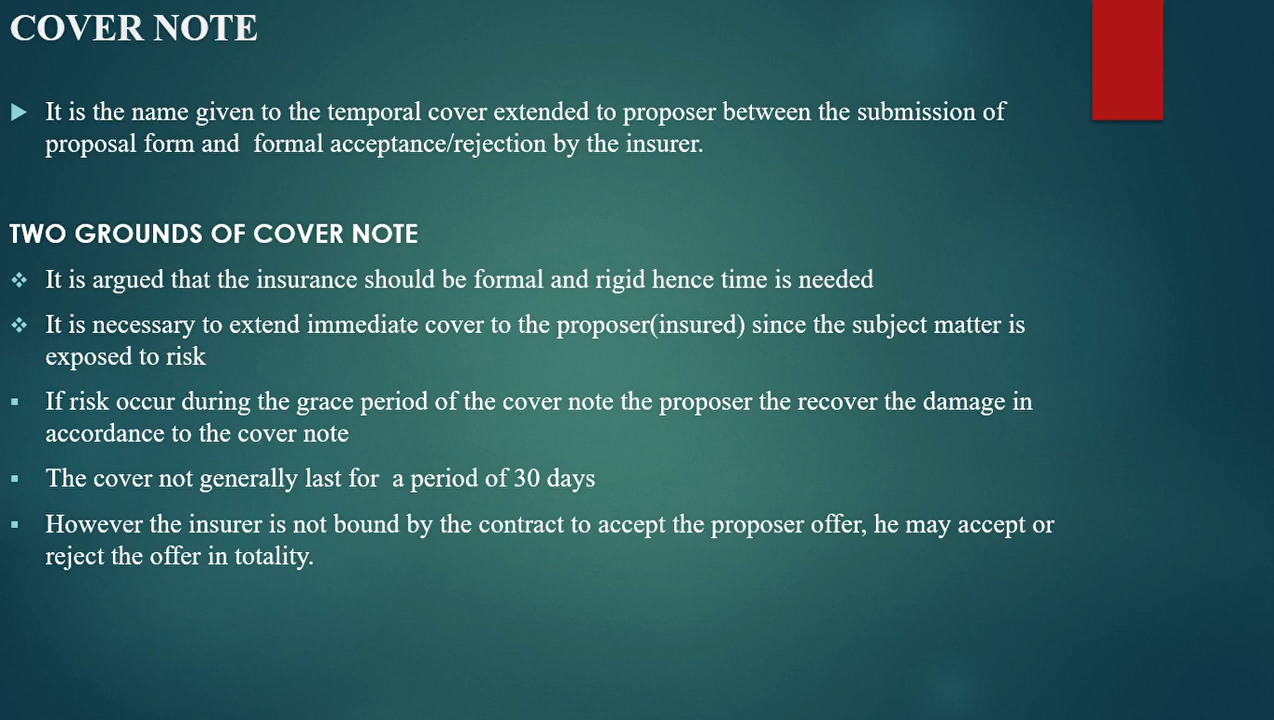 COVER NOTE
It is the name given to the temporal cover extended to proposer between the submission of
proposal form and  formal acceptance/rejection by the insurer.
TWO GROUNDS OF COVER NOTE
It is argued that the insurance should be formal and rigid hence time is needed
It is necessary to extend immediate cover to the proposer(insured) since the subject matter is
exposed to risk
If risk occur during the grace period of the cover note the proposer the recover the damage in
accordance to the cover note
The cover not generally last for  a period of 30 days
However the insurer is not bound by the contract to accept the proposer offer, he may accept or
reject the offer in totality.